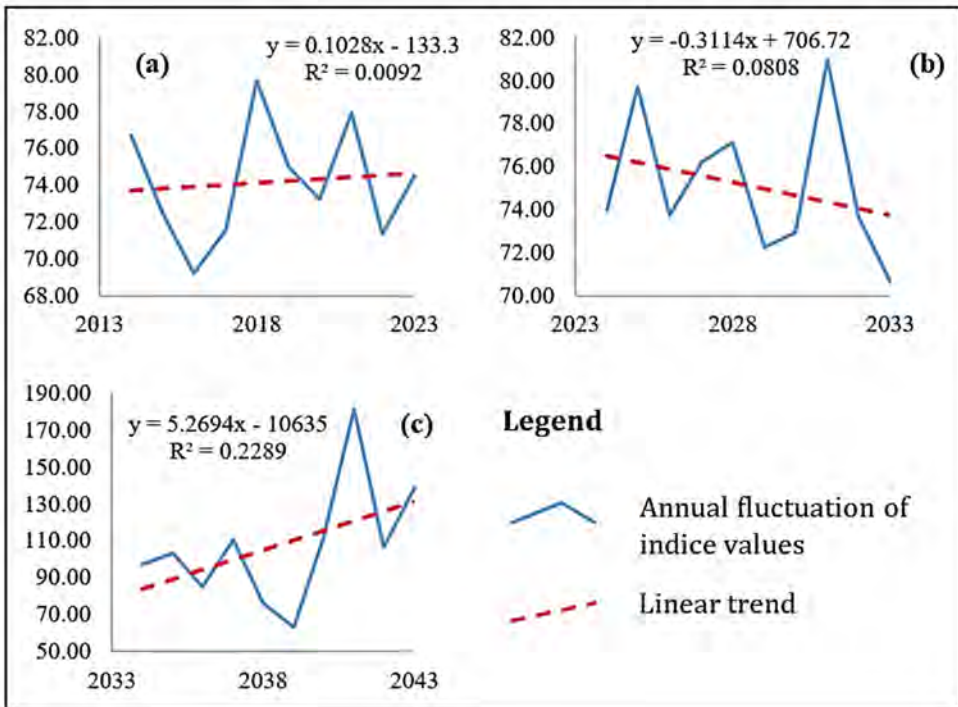 82.00
80.00
78.00
76.00
74.00
72.00
70.00
68.00
2013
2018
2023
(a)
y = 0.1028x - 133.3
R² = 0.0092
82.00
80.00
78.00
76.00
74.00
72.00
70.00
2023
2028
2033
y = -0.3114x + 706.72
R² = 0.0808
(b)
190.00
170.00
150.00
130.00
110.00
90.00
70.00
50.00
2033
2038
2043
y = 5.2694x - 10635
R² = 0.2289
(c)
Legend
Annual fluctuation of
indice values
Linear trend